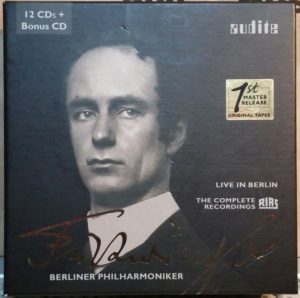 12 CDs +
Bonus CD
audite
1st
MASTER
RELEASE
ORIGINAL TAPES
LIVE IN BERLIN
THE COMPLETE
RECORDINGS RIAS
BERLINER PHILHARMONIKER